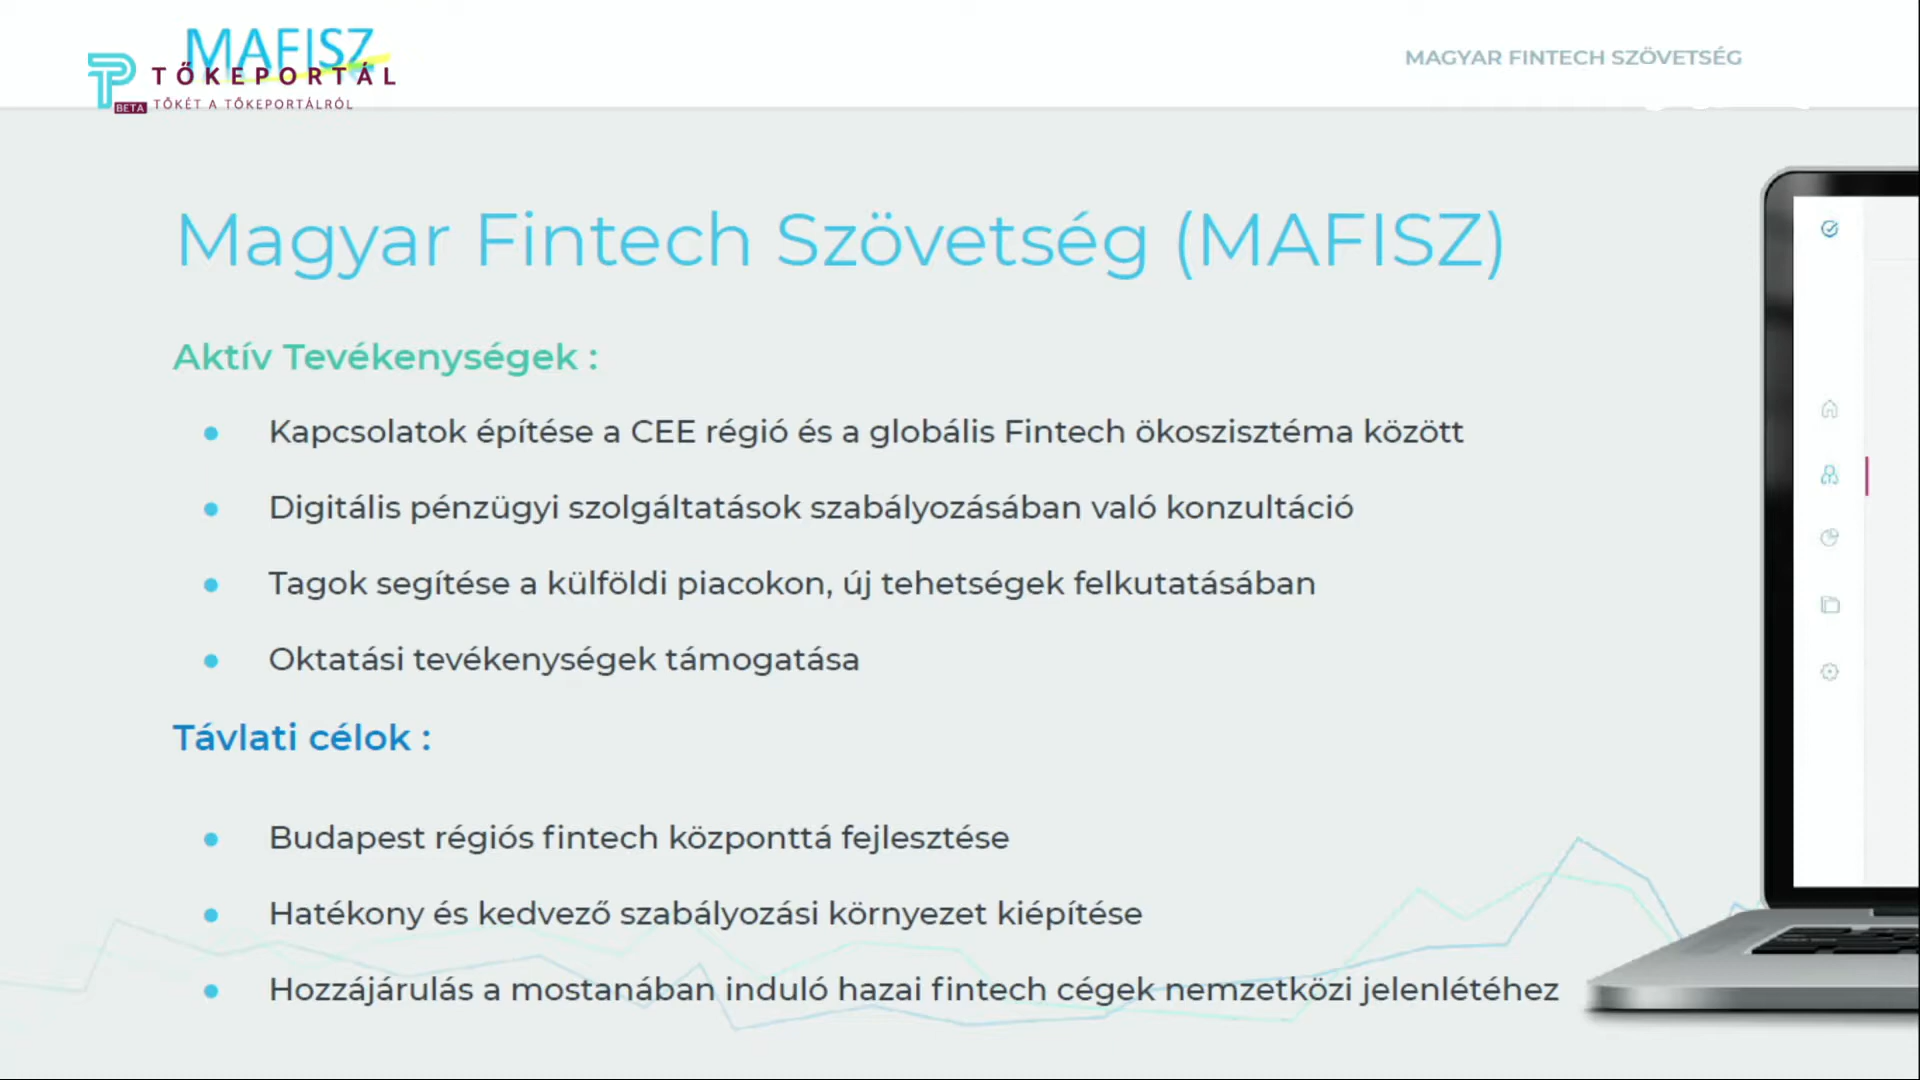 MAFISZ
TŐKEPORTÁL
BETA TŐKÉT A TŐKEPORTÁLRÓL
MAGYAR FINTECH SZÖVETSÉG
Magyar Fintech Szövetség (MAFISZ)
Aktív Tevékenységek :
Kapcsolatok építése a CEE régió és a globális Fintech ökoszisztéma között
Digitális pénzügyi szolgáltatások szabályozásában való konzultáció
Tagok segítése a külföldi piacokon, új tehetségek felkutatásában
Oktatási tevékenységek támogatása
Távlati célok :
Budapest régiós fintech központtá fejlesztése
Hatékony és kedvező szabályozási környezet kiépítése
Hozzájárulás a mostanában induló hazai fintech cégek nemzetközi jelenlétéhez